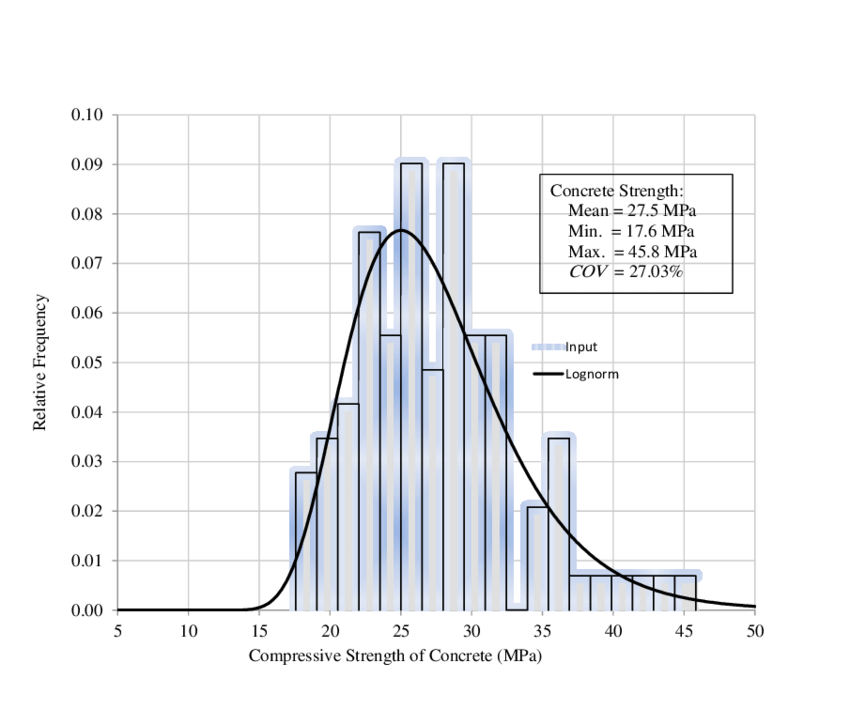 0.10
0.09
0.08
0.07
0.06
0.05
0.04
0.03
0.02
0.01
0.00
Relative Frequency
Concrete Strength:
Mean = 27.5 MPa
Min. = 17.6 MPa
Max. = 45.8 MPa
COV = 27.03%
Input
Lognorm
5 10 15 20 25 30 35 40 45 50
Compressive Strength of Concrete (MPa)